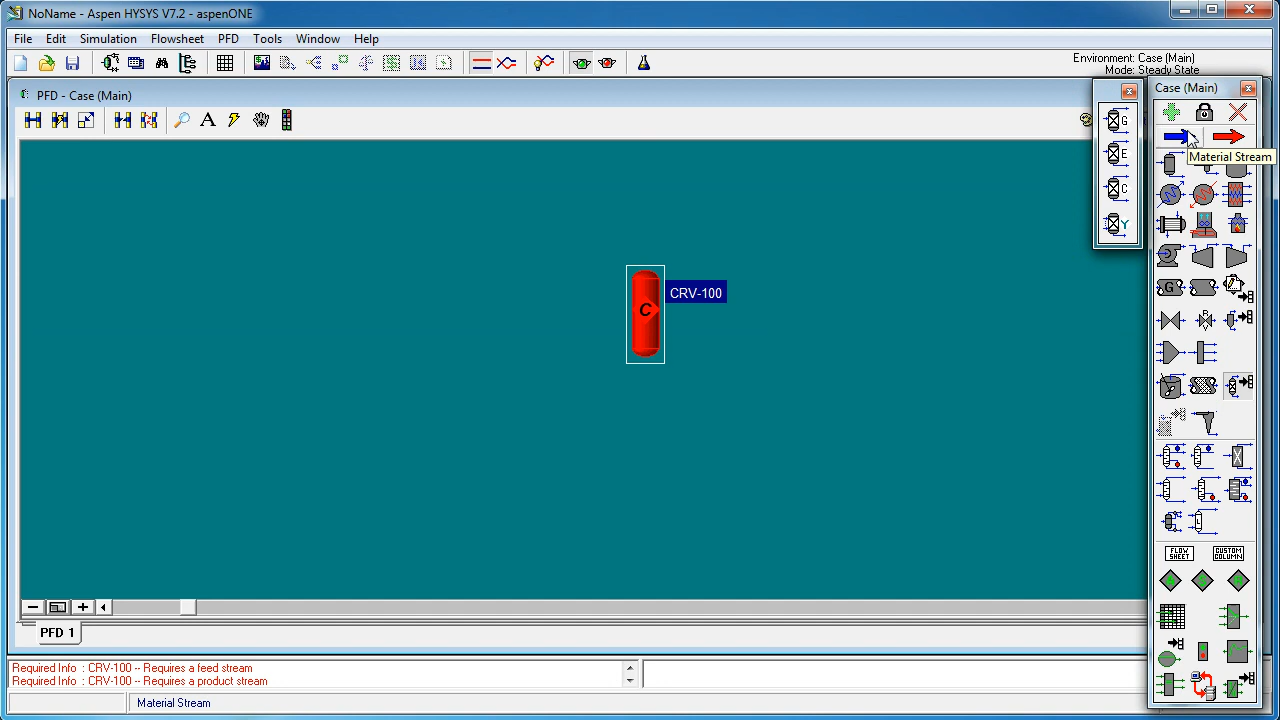 NoName - Aspen HYSYS V7.2 - aspenONE
File Edit Simulation Flowsheet PFD Tools Window Help
Environment: Case (Main)
Mode: Steady State
PFD - Case (Main)
Case (Main)
A
G
E
C
Y
Material Stream
CRV-100
C
G
FLOW SHEET
CUSTOM COLUMN
PFD 1
Required Info : CRV-100 -- Requires a feed stream
Required Info : CRV-100 -- Requires a product stream
Material Stream